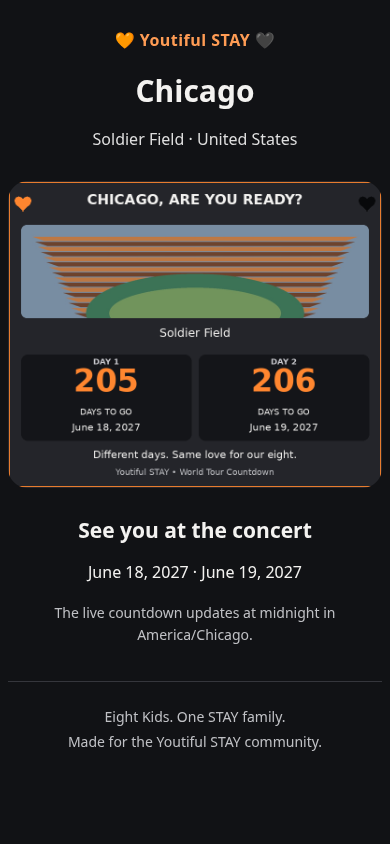 🧡 Youtiful STAY 🖤
Chicago
Soldier Field · United States
CHICAGO, ARE YOU READY?
Soldier Field
DAY 1
205
DAYS TO GO
June 18, 2027
DAY 2
206
DAYS TO GO
June 19, 2027
Different days. Same love for our eight.
Youtiful STAY • World Tour Countdown
See you at the concert
June 18, 2027 · June 19, 2027
The live countdown updates at midnight in
America/Chicago.
Eight Kids. One STAY family.
Made for the Youtiful STAY community.